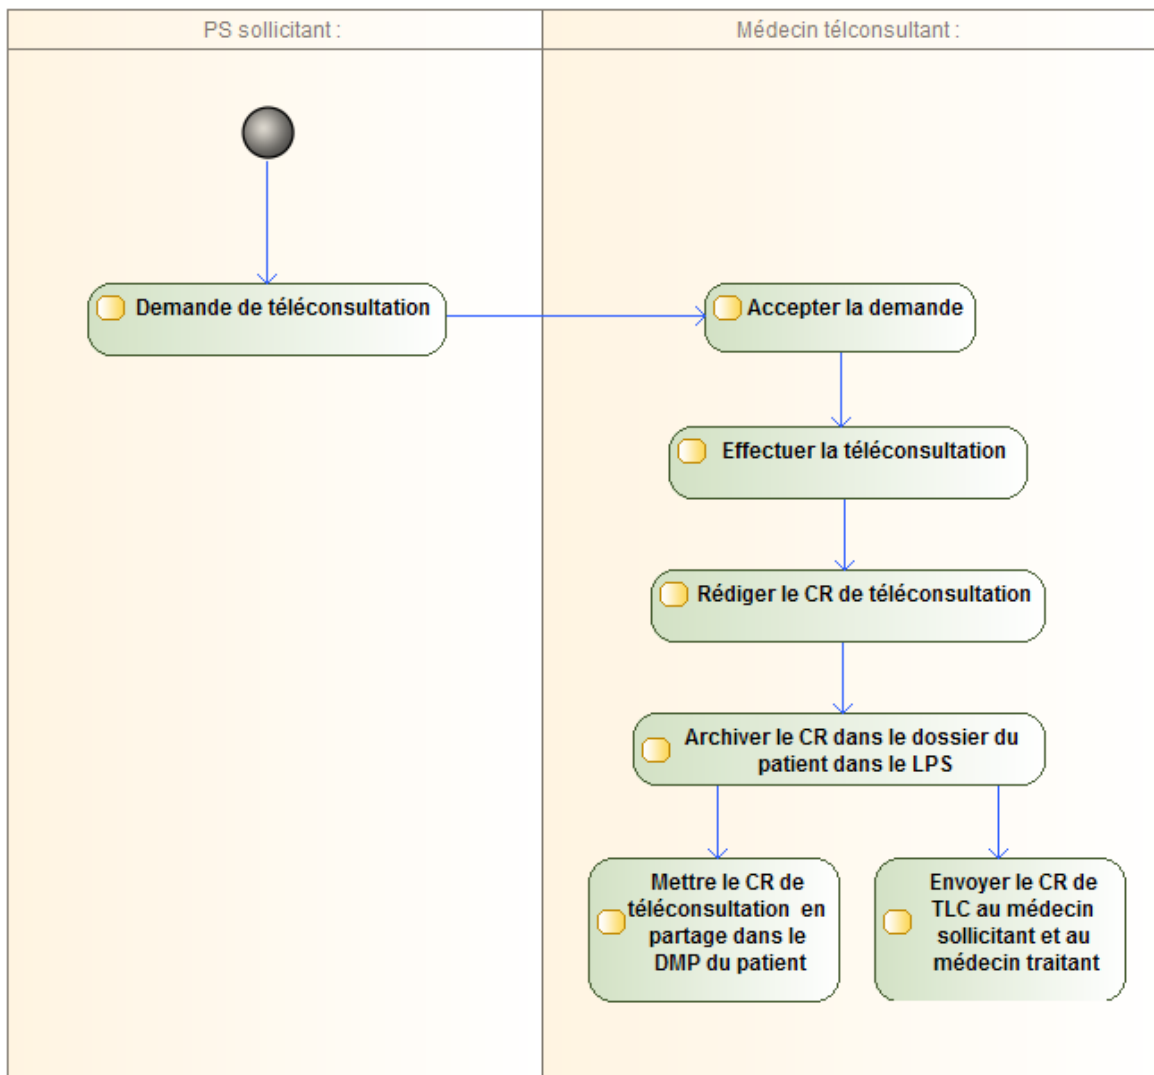 PS sollicitant :
Médecin télconsultant :
Demande de téléconsultation
Accepter la demande
Effectuer la téléconsultation
Rédiger le CR de téléconsultation
Archiver le CR dans le dossier du
patient dans le LPS
Mettre le CR de
téléconsultation en
partage dans le
DMP du patient
Envoyer le CR de
TLC au médecin
sollicitant et au
médecin traitant